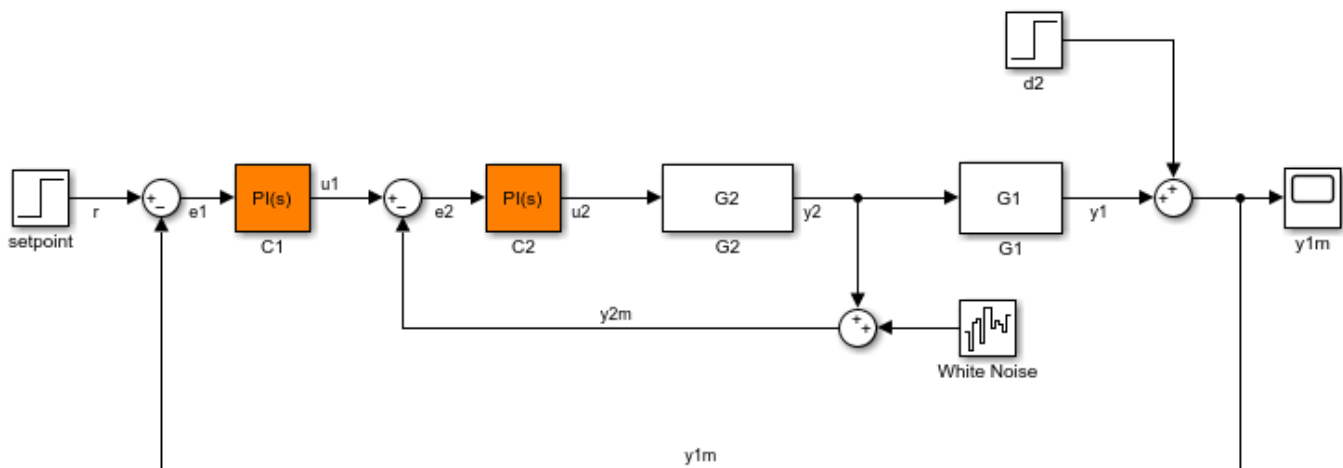 d2
PI(s)
u1
PI(s)
G2
G1
r
e1
e2
u2
y2
y1
setpoint
C1
C2
G2
G1
y1m
y2m
White Noise
y1m